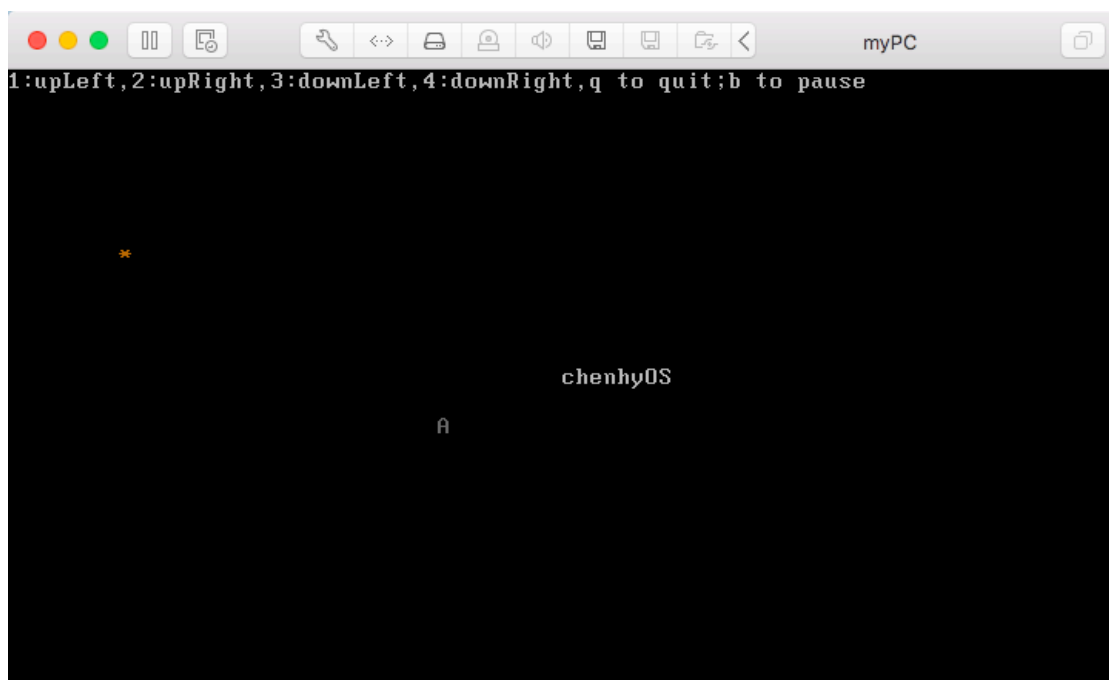 myPC
1:upLeft,2:upRight,3:downLeft,4:downRight,q to quit;b to pause
*
chenhyOS
A